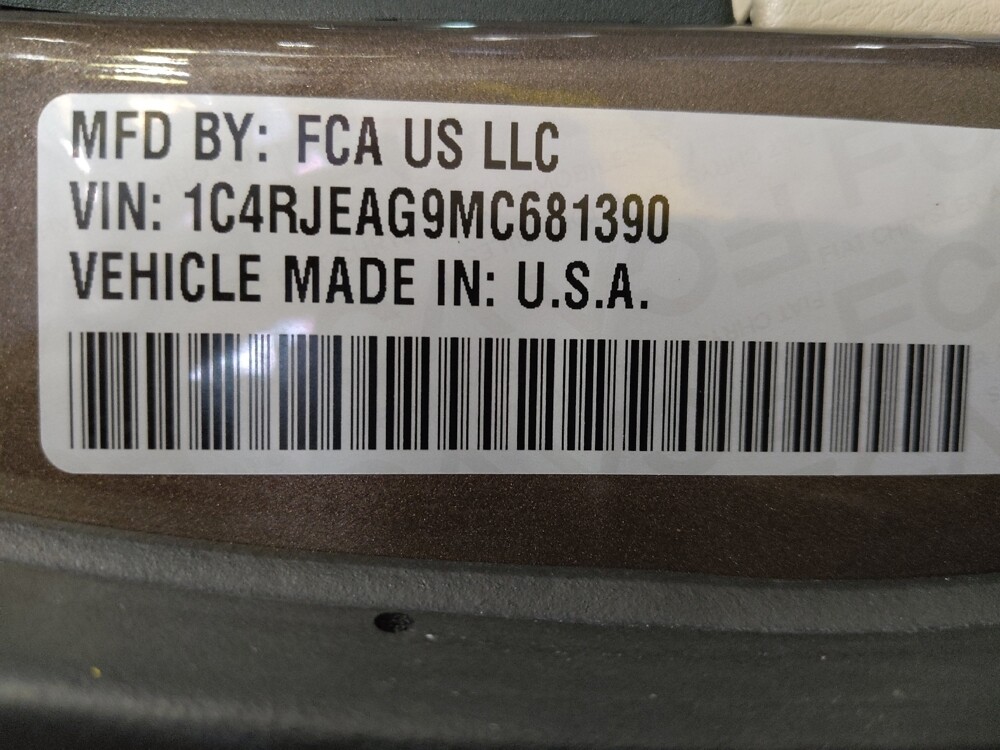 MFD BY: FCA US LLC
VIN: 1C4RJEAG9MC681390
VEHICLE MADE IN: U.S.A.